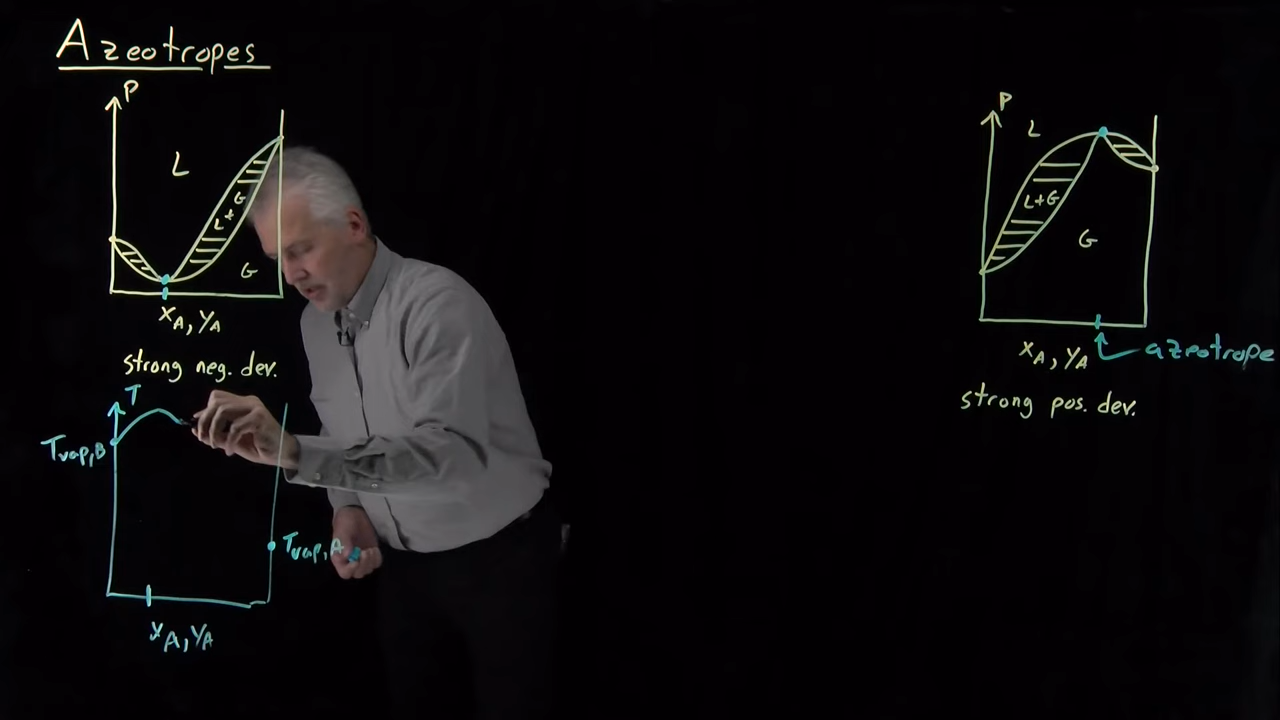 Azeotropes
P
L
L+G
G
xA, yA
strong neg. dev.
T
Tvap,B
Tvap,A
xA, yA
P
L
L+G
G
xA, yA
azeotrope
strong pos. dev.